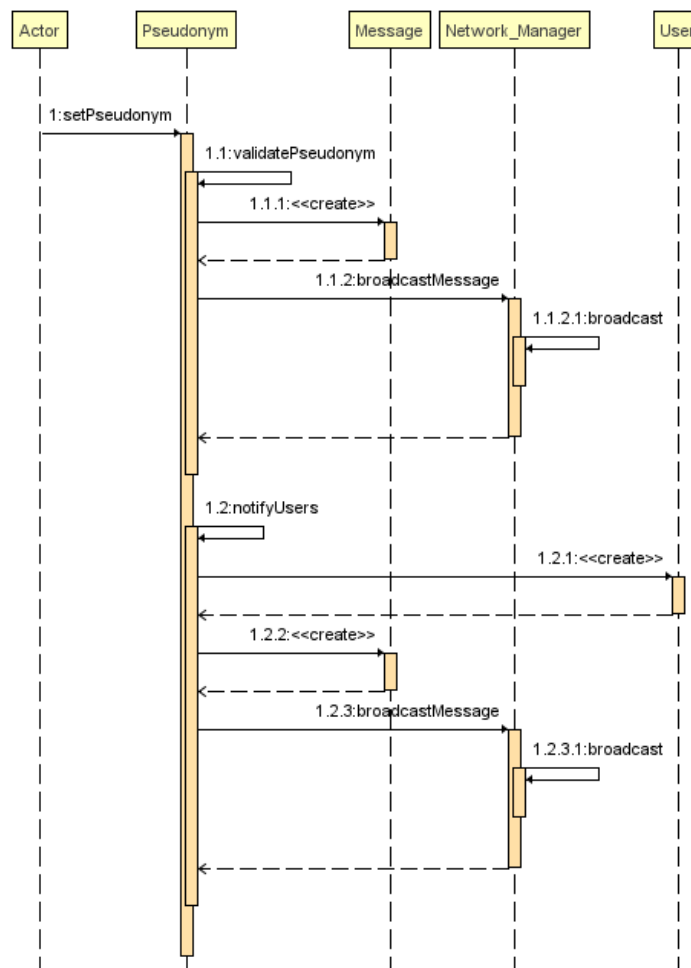 Actor
Pseudonym
Message
Network_Manager
User
1:setPseudonym
1.1:validatePseudonym
1.1.1:<<create>>
1.1.2:broadcastMessage
1.1.2.1:broadcast
1.2:notifyUsers
1.2.1:<<create>>
1.2.2:<<create>>
1.2.3:broadcastMessage
1.2.3.1:broadcast